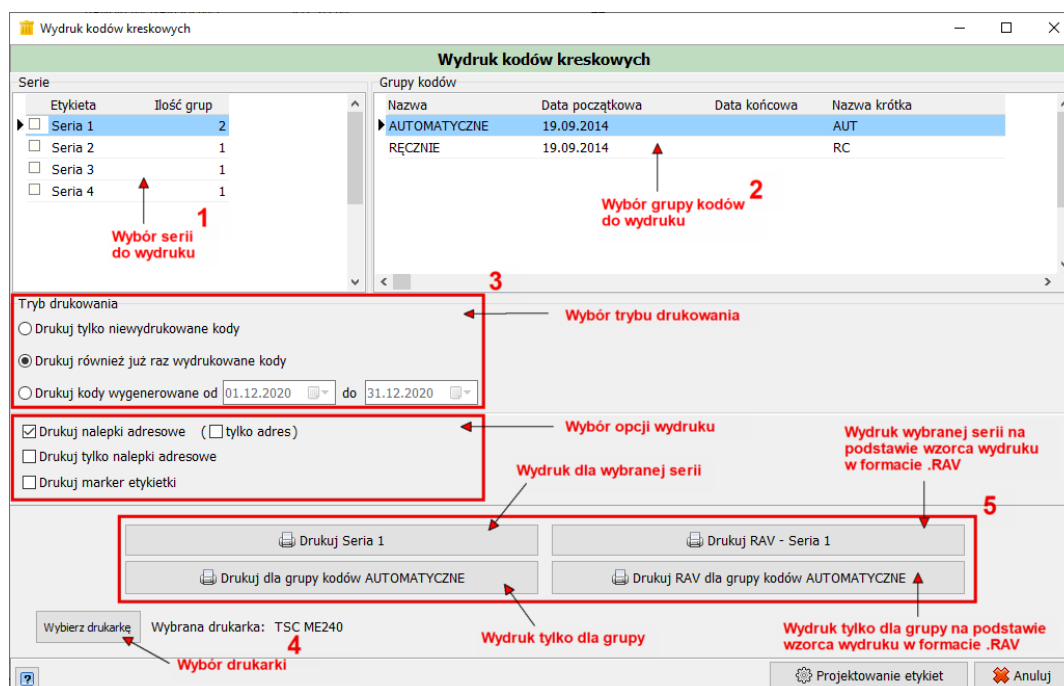 Wydruk kodów kreskowych
Wydruk kodów kreskowych
Serie
Grupy kodów
Etykieta Ilość grup
Seria 1 2
Seria 2 1
Seria 3 1
Seria 4 1
1
Wybór serii
do wydruku
Nazwa Data początkowa Data końcowa Nazwa krótka
AUTOMATYCZNE 19.09.2014 AUT
RĘCZNIE 19.09.2014 RC
2
Wybór grupy kodów
do wydruku
3
Tryb drukowania
Wybór trybu drukowania
Drukuj tylko niewydrukowane kody
Drukuj również już raz wydrukowane kody
Drukuj kody wygenerowane od 01.12.2020 do 31.12.2020
Drukuj nalepki adresowe ( tylko adres)
Drukuj tylko nalepki adresowe
Drukuj marker etykietki
Wybór opcji wydruku
Wydruk dla wybranej serii
Wydruk wybranej serii na
podstawie wzorca wydruku
w formacie .RAV
5
Drukuj Seria 1
Drukuj RAV - Seria 1
Drukuj dla grupy kodów AUTOMATYCZNE
Drukuj RAV dla grupy kodów AUTOMATYCZNE
Wybierz drukarkę Wybrana drukarka: TSC ME240
4
Wybór drukarki
Wydruk tylko dla grupy
Wydruk tylko dla grupy na podstawie
wzorca wydruku w formacie .RAV
?
Projektowanie etykiet
Anuluj